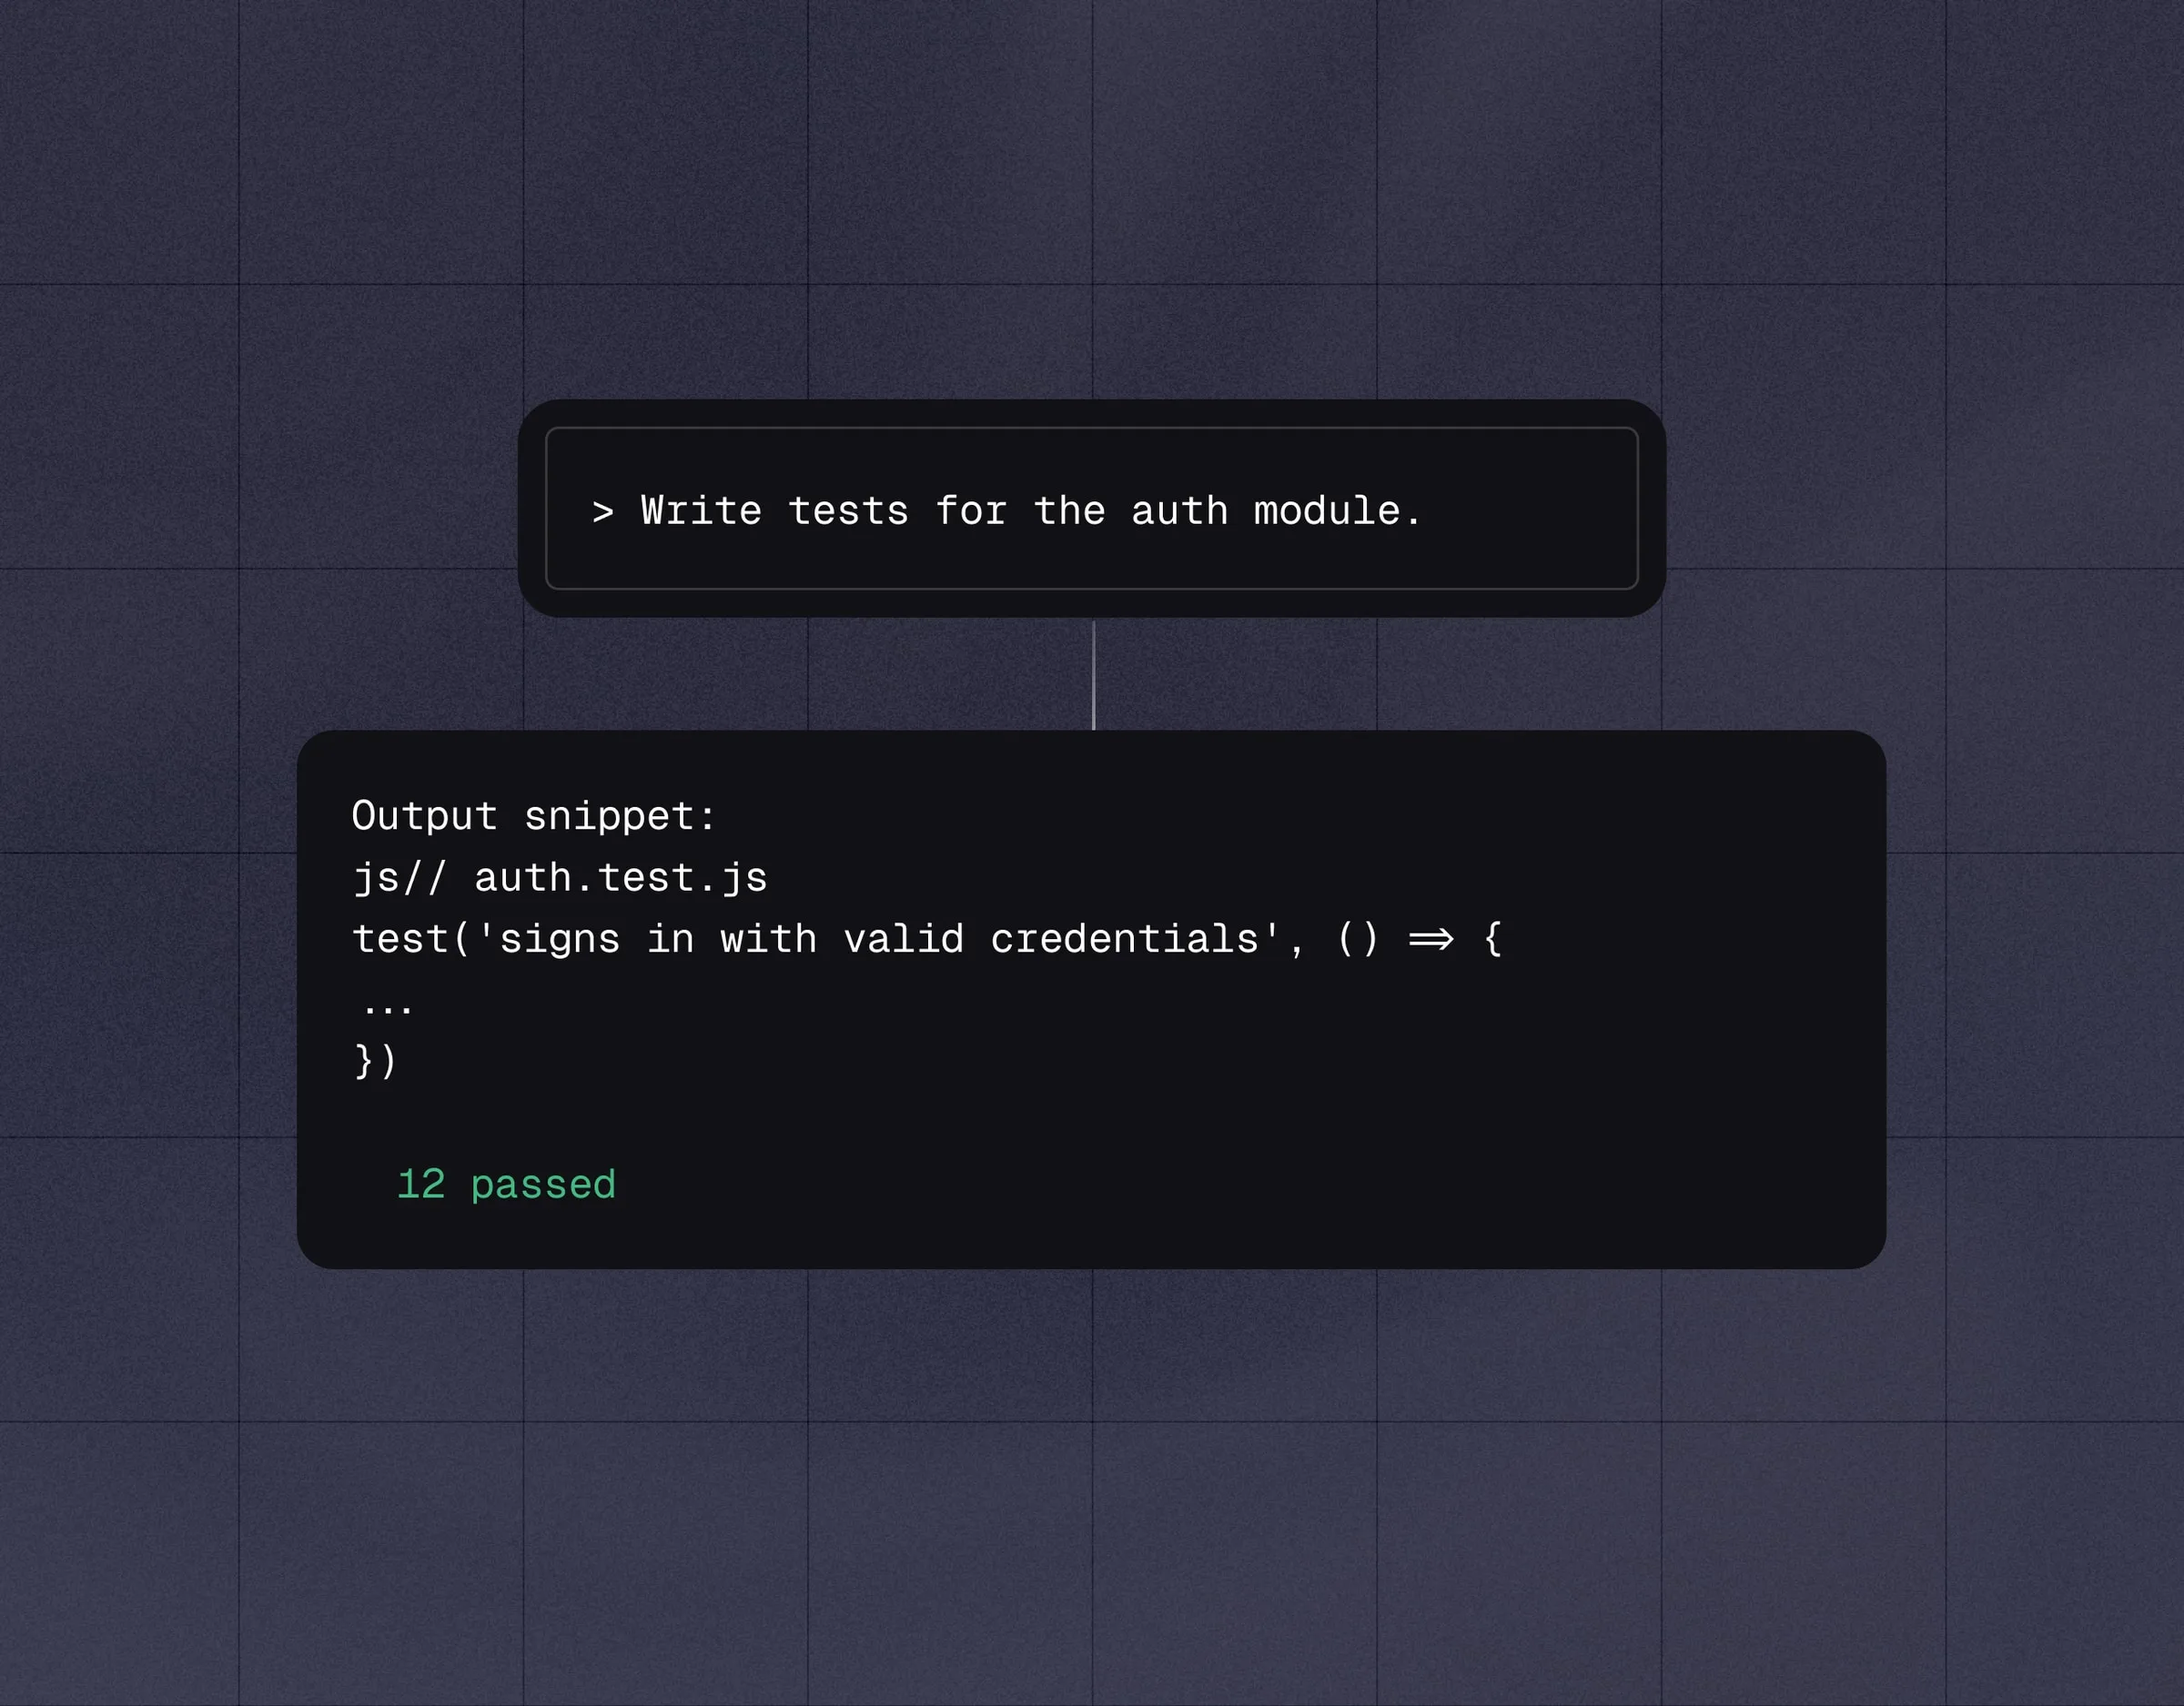 > Write tests for the auth module.
Output snippet:
js// auth.test.js
test('signs in with valid credentials', () => {
...
})
12 passed